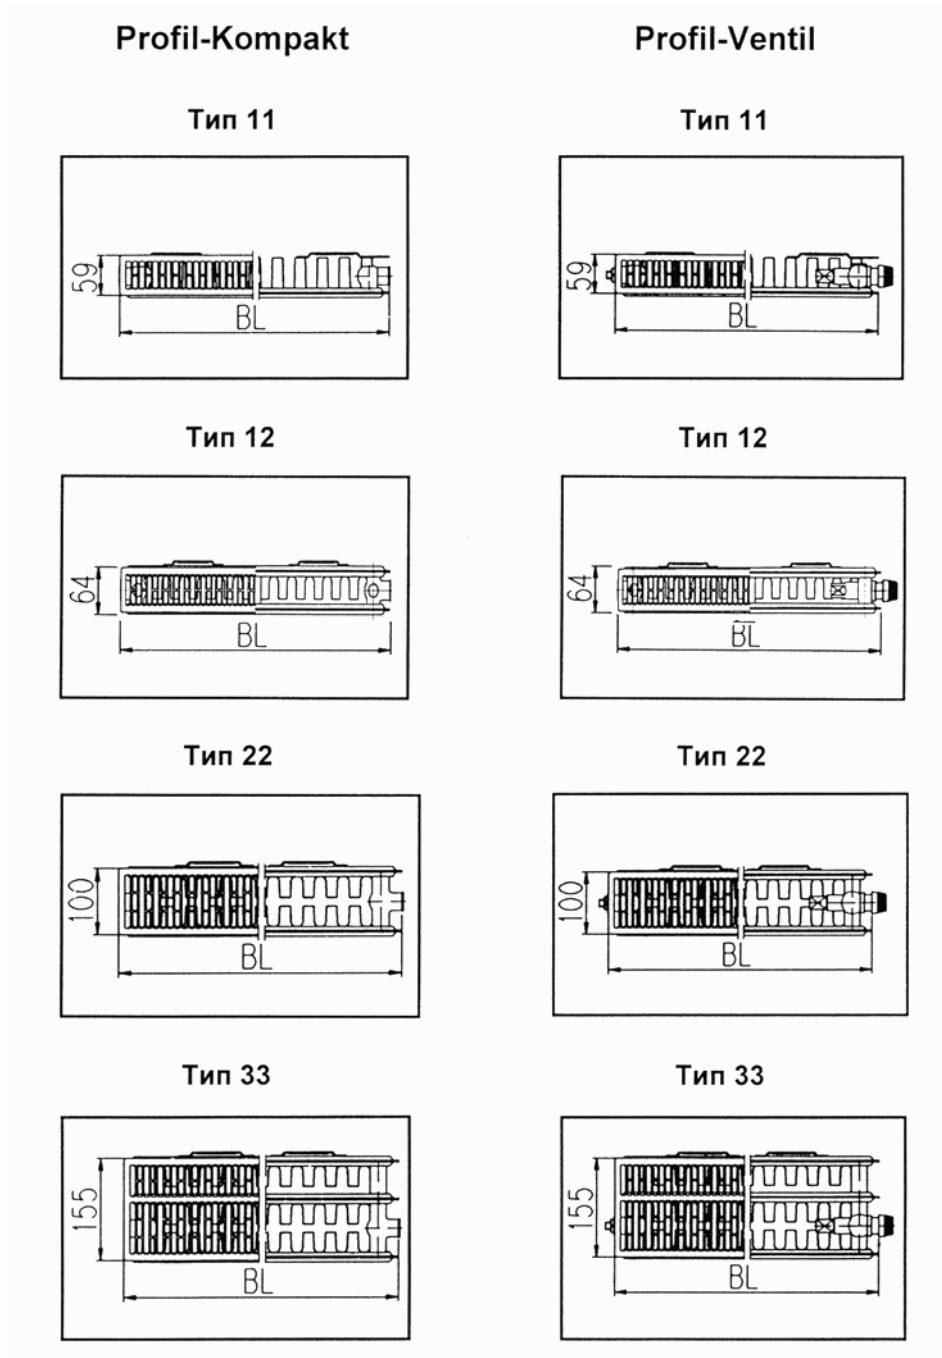 Profil-Kompakt Profil-Ventil
Тип 11 Тип 11
59 59
BL BL
Тип 12 Тип 12
64 64
BL BL
Тип 22 Тип 22
100 100
BL BL
Тип 33 Тип 33
155 155
BL BL